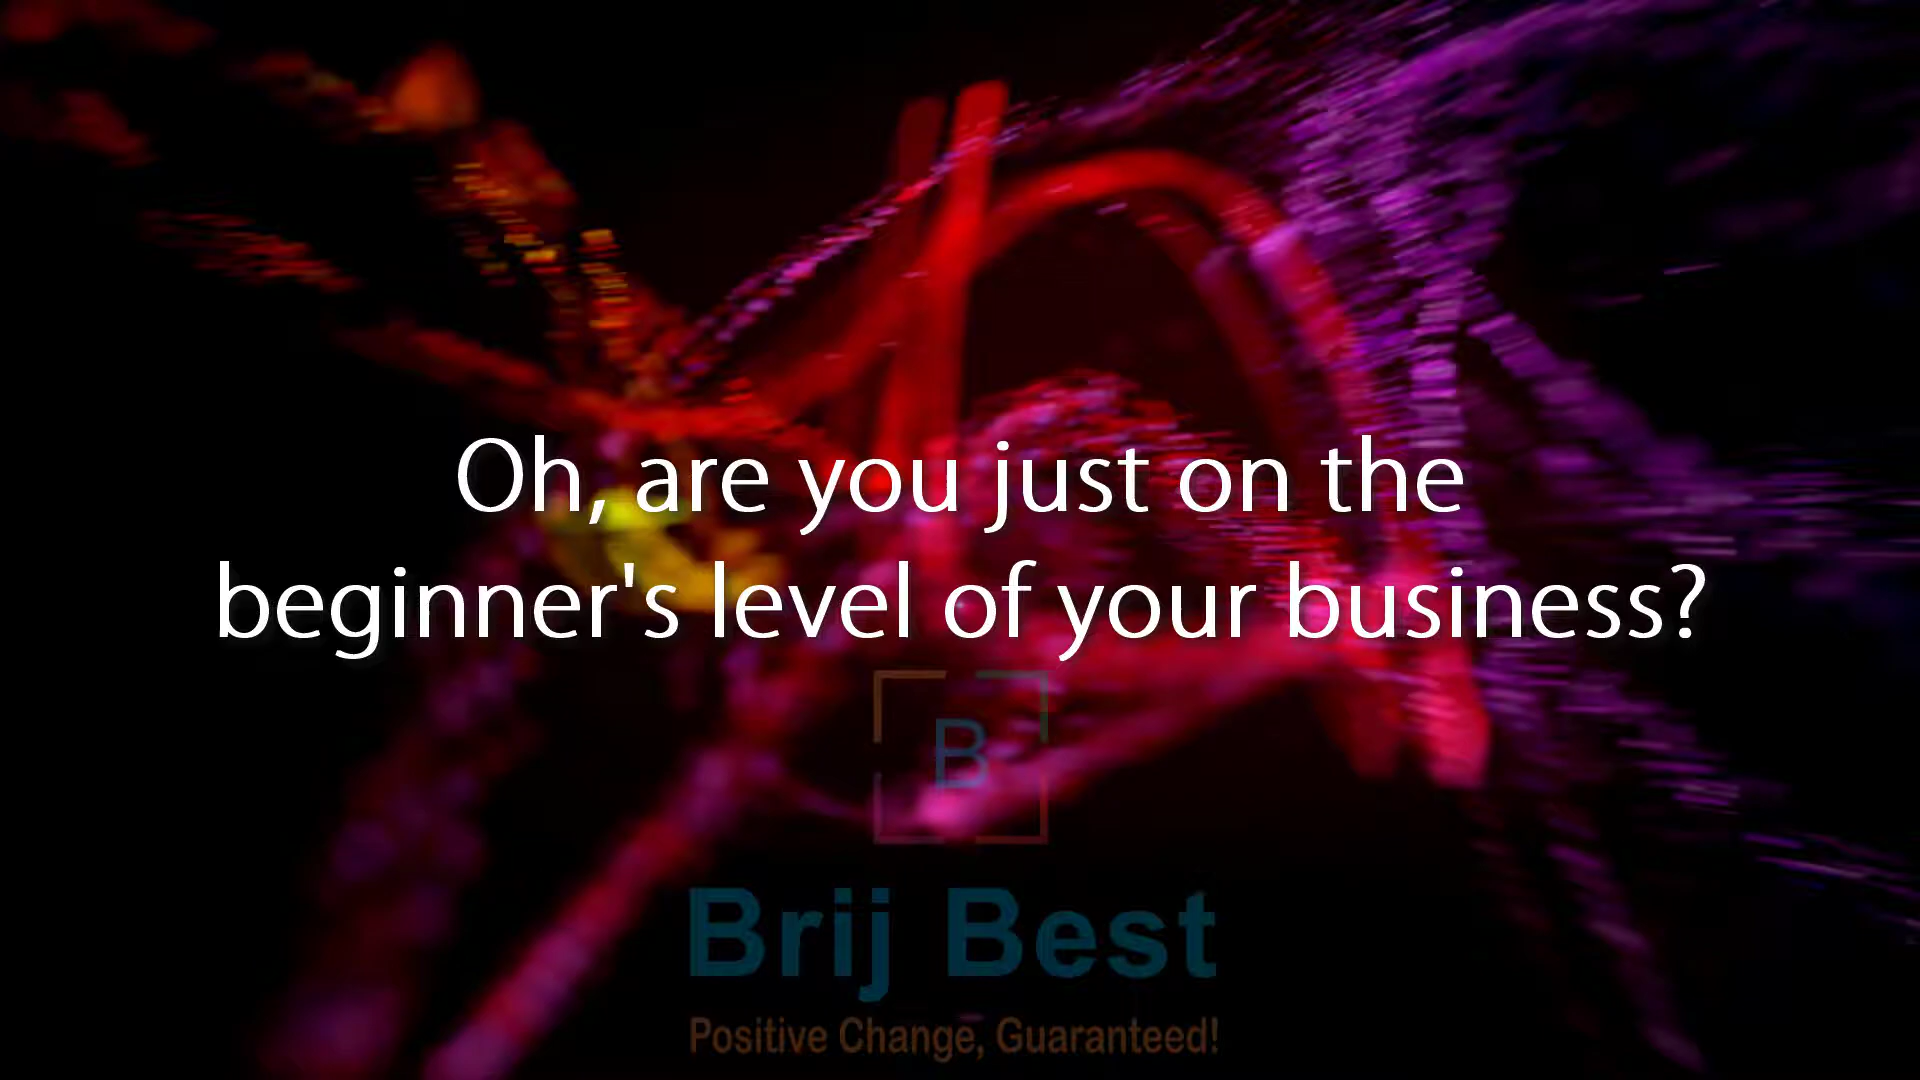 Oh, are you just on the
beginner's level of your business?
B
Brij Best
Positive Change, Guaranteed!